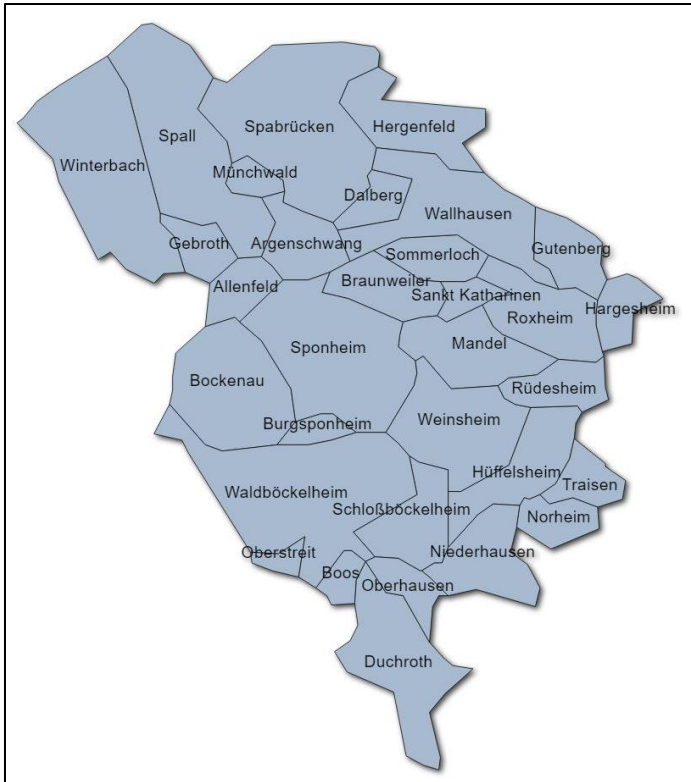 Hergenfeld
Spabrücken
Spall
Winterbach
Münchwald
Dalberg
Wallhausen
Gebroth
Argenschwang
Sommerloch
Gutenberg
Allenfeld
Braunweiler
Sankt Katharinen
Hargesheim
Roxheim
Sponheim
Mandel
Bockenau
Rüdesheim
Burgsponheim
Weinsheim
Hüffelsheim
Traisen
Waldböckelheim
Schloßböckelheim
Norheim
Oberstreit
Niederhausen
Boos
Oberhausen
Duchroth